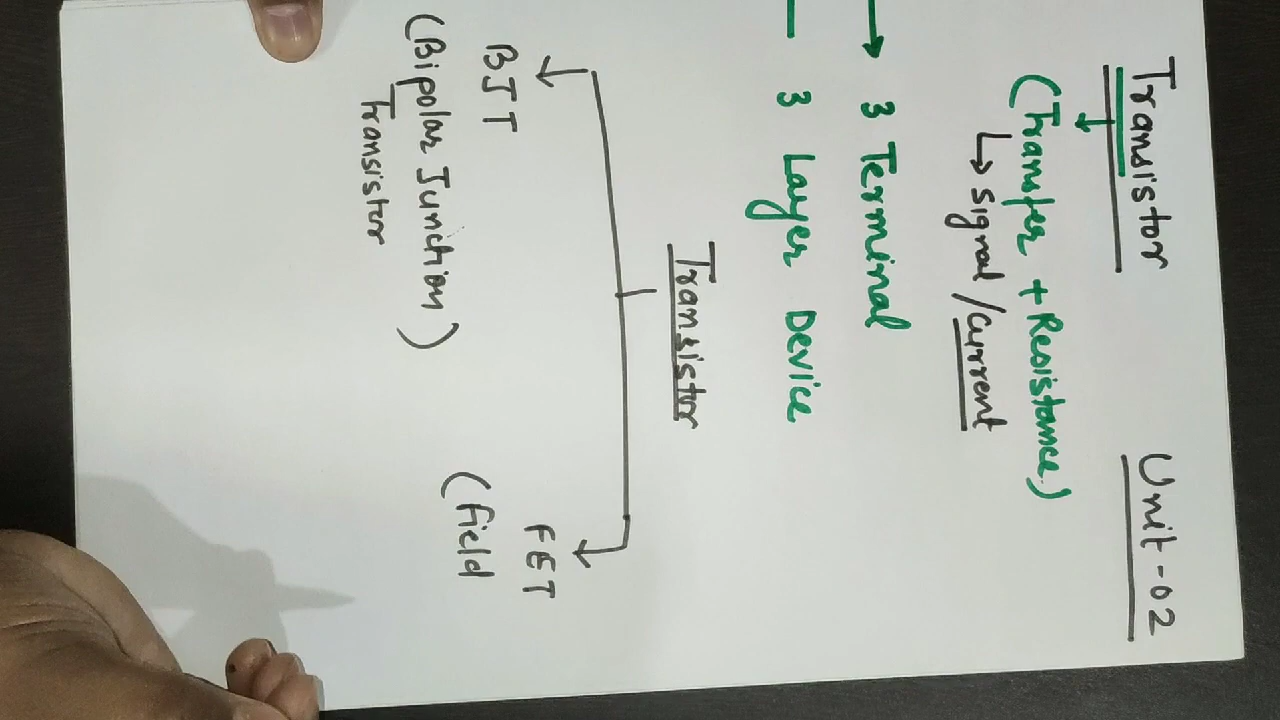 Transistor Unit-02
(Transfer + Resistance)
Signal / Current
3 Terminal
3 Layer Device
Transistor
BJT FET
(Bipolar Junction) (Field
Transistor